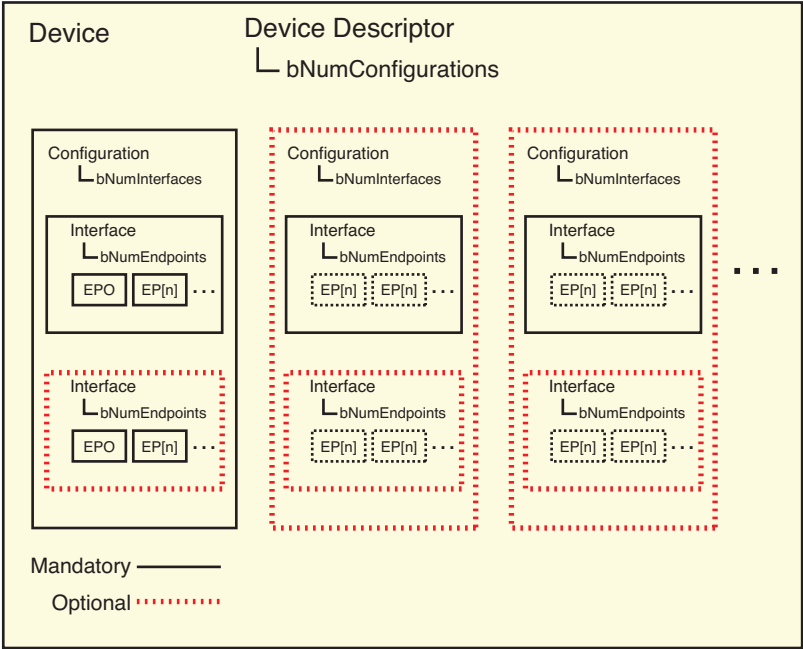 Device
Device Descriptor
bNumConfigurations
Configuration
bNumInterfaces
Interface
bNumEndpoints
EPO
EP[n]
...
Interface
bNumEndpoints
EPO
EP[n]
...
Configuration
bNumInterfaces
Interface
bNumEndpoints
EP[n]
EP[n]
...
Interface
bNumEndpoints
EP[n]
EP[n]
...
Configuration
bNumInterfaces
Interface
bNumEndpoints
EP[n]
EP[n]
...
Interface
bNumEndpoints
EP[n]
EP[n]
...
...
Mandatory
Optional